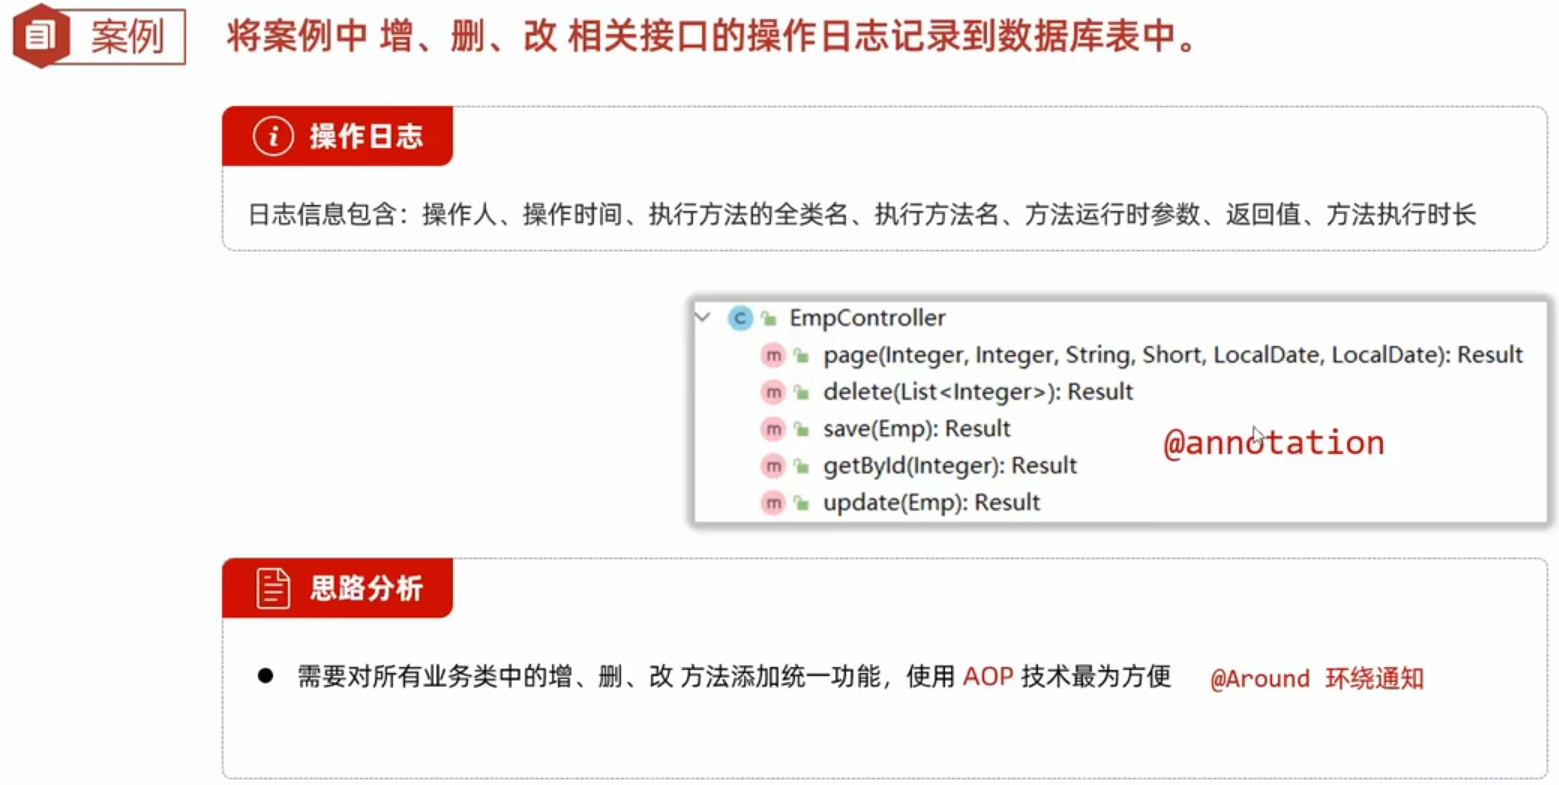 案例
将案例中 增、删、改 相关接口的操作日志记录到数据库表中。
操作日志
日志信息包含：操作人、操作时间、执行方法的全类名、执行方法名、方法运行时参数、返回值、方法执行时长
EmpController
page(Integer, Integer, String, Short, LocalDate, LocalDate): Result
delete(List<Integer>): Result
save(Emp): Result
@annotation
getById(Integer): Result
update(Emp): Result
思路分析
● 需要对所有业务类中的增、删、改 方法添加统一功能，使用 AOP 技术最为方便 @Around 环绕通知